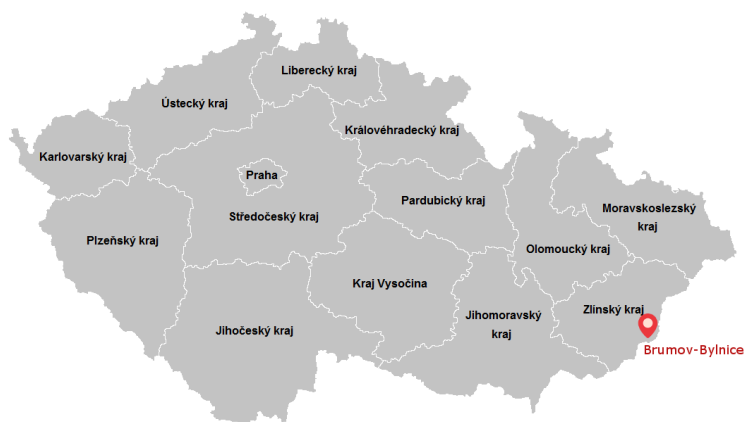 Liberecký kraj
Ústecký kraj
Královéhradecký kraj
Karlovarský kraj
Praha
Pardubický kraj
Středočeský kraj
Moravskoslezský
kraj
Plzeňský kraj
Olomoucký kraj
Kraj Vysočina
Zlínský kraj
Jihomoravský
kraj
Jihočeský kraj
Brumov-Bylnice